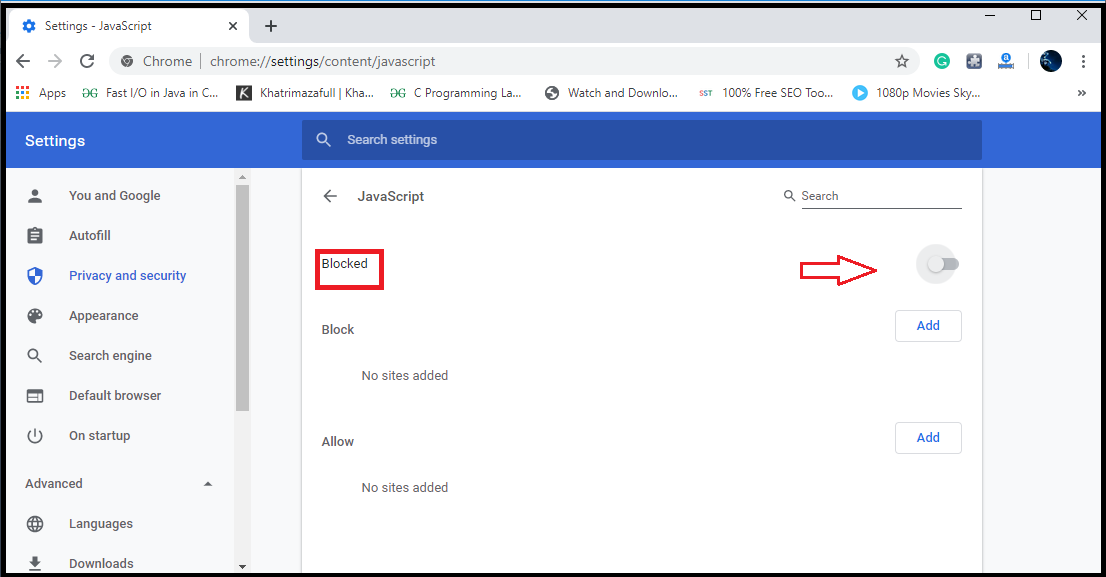 Settings - JavaScript
Chrome chrome://settings/content/javascript
Apps Fast I/O in Java in C... Khatrimazafull | Kha... C Programming La... Watch and Downlo... SST 100% Free SEO Too... 1080p Movies Sky... »
Settings
Search settings
You and Google
Autofill
Privacy and security
Appearance
Search engine
Default browser
On startup
Advanced
Languages
Downloads
JavaScript
Search
Blocked
Block
Add
No sites added
Allow
Add
No sites added